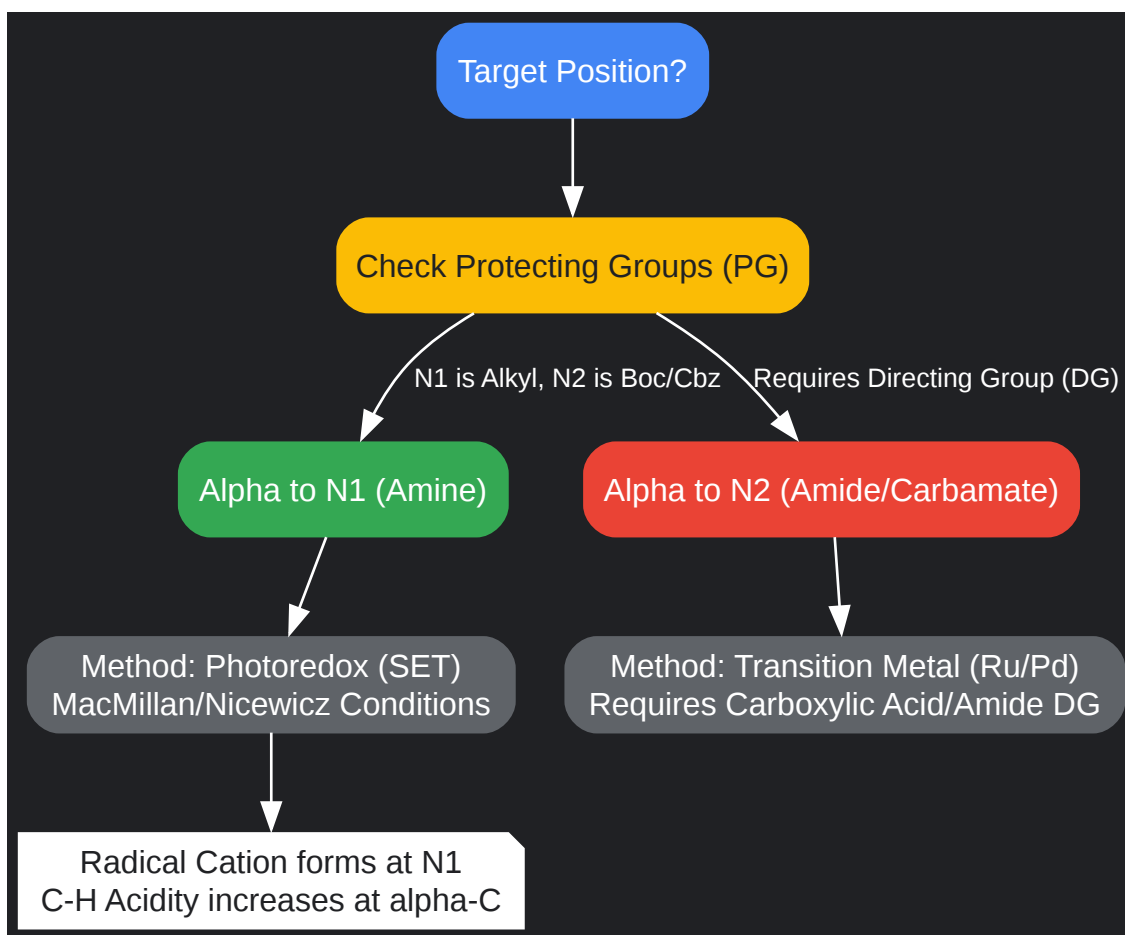 Target Position?
Check Protecting Groups (PG)
N1 is Alkyl, N2 is Boc/Cbz
Requires Directing Group (DG)
Alpha to N1 (Amine)
Alpha to N2 (Amide/Carbamate)
Method: Photoredox (SET)
MacMillan/Nicewicz Conditions
Method: Transition Metal (Ru/Pd)
Requires Carboxylic Acid/Amide DG
Radical Cation forms at N1
C-H Acidity increases at alpha-C